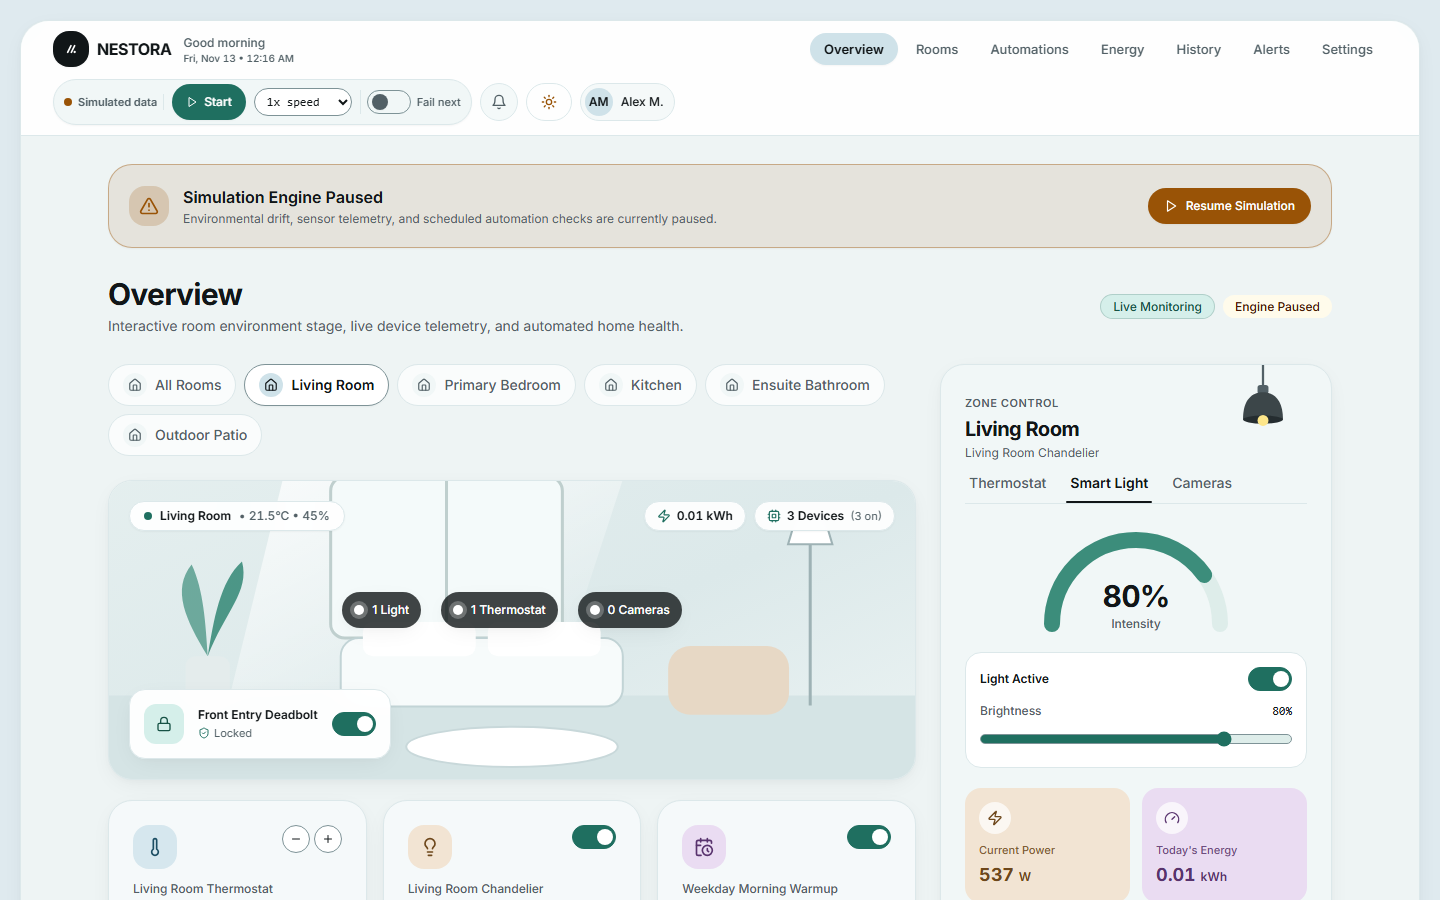 NESTORA
Good morning
Fri, Nov 13 • 12:16 AM
Overview
Rooms
Automations
Energy
History
Alerts
Settings
Simulated data
Start
1x speed
Fail next
AM
Alex M.
Simulation Engine Paused
Environmental drift, sensor telemetry, and scheduled automation checks are currently paused.
Resume Simulation
Overview
Interactive room environment stage, live device telemetry, and automated home health.
Live Monitoring
Engine Paused
All Rooms
Living Room
Primary Bedroom
Kitchen
Ensuite Bathroom
Outdoor Patio
Living Room • 21.5°C • 45%
0.01 kWh
3 Devices (3 on)
1 Light
1 Thermostat
0 Cameras
Front Entry Deadbolt
Locked
Living Room Thermostat
Living Room Chandelier
Weekday Morning Warmup
ZONE CONTROL
Living Room
Living Room Chandelier
Thermostat
Smart Light
Cameras
80%
Intensity
Light Active
Brightness
80%
Current Power
537 W
Today's Energy
0.01 kWh